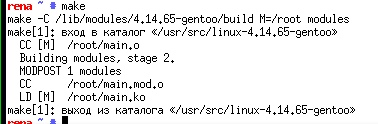 rena ~ # make
make -C /lib/modules/4.14.65-gentoo/build M=/root modules
make[1]: вход в каталог «/usr/src/linux-4.14.65-gentoo»
  CC [M]  /root/main.o
  Building modules, stage 2.
  MODPOST 1 modules
  CC      /root/main.mod.o
  LD [M]  /root/main.ko
make[1]: выход из каталога «/usr/src/linux-4.14.65-gentoo»
rena ~ #